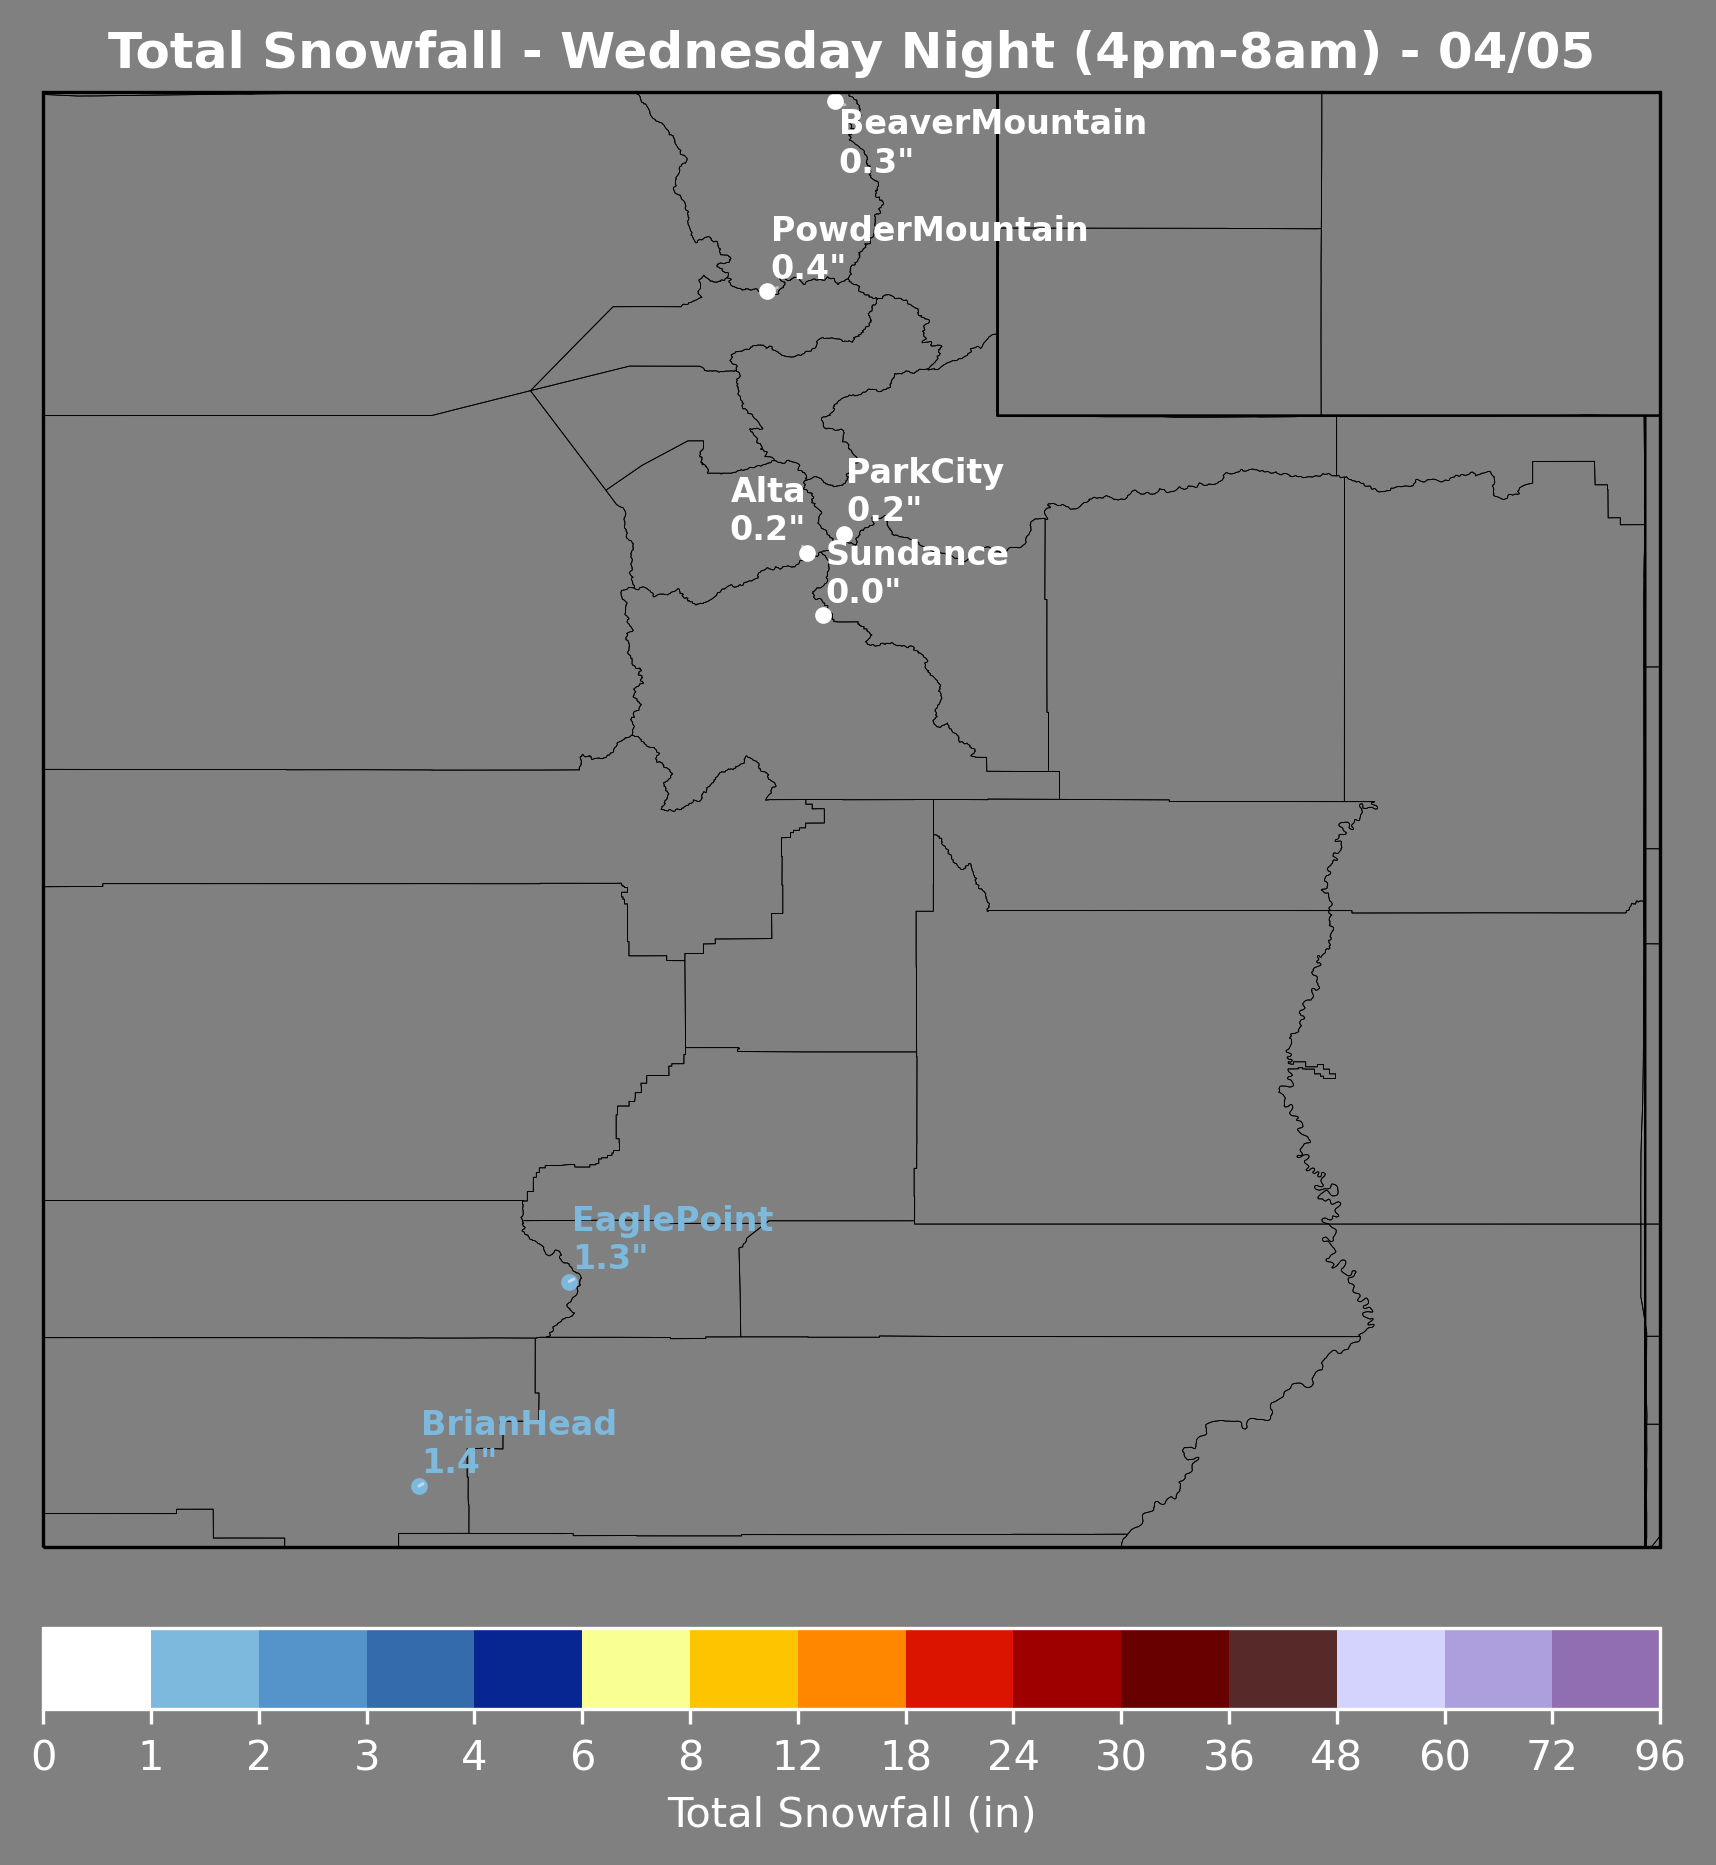 Total Snowfall - Wednesday Night (4pm-8am) - 04/05
BeaverMountain
0.3"
PowderMountain
0.4"
ParkCity
0.2"
Alta
0.2"
Sundance
0.0"
EaglePoint
1.3"
BrianHead
1.4"
0 1 2 3 4 6 8 12 18 24 30 36 48 60 72 96
Total Snowfall (in)